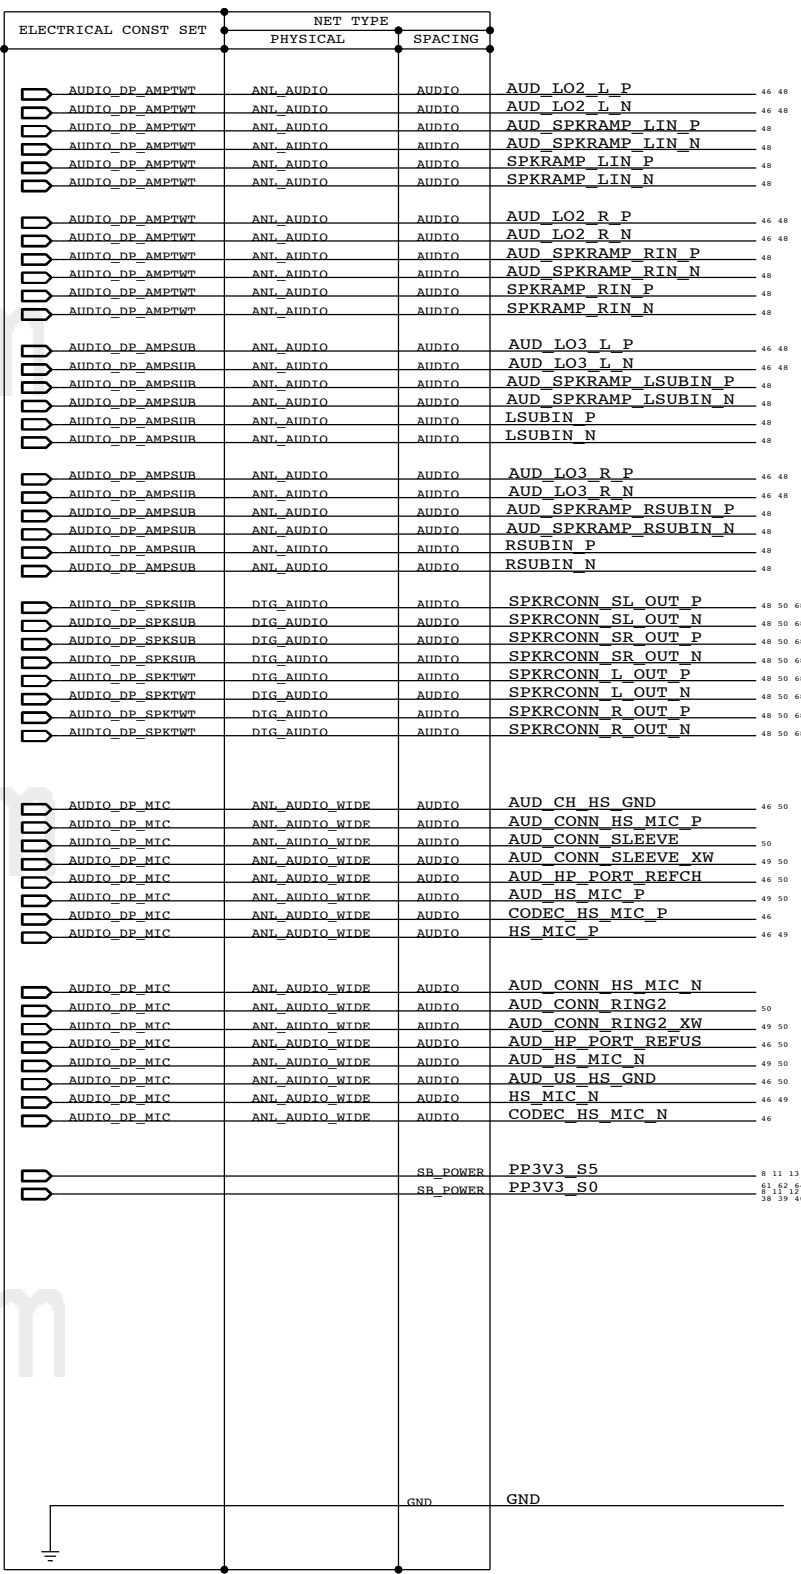 ELECTRICAL CONST SET NET TYPE
PHYSICAL SPACING
AUDIO_DP_AMPTWT ANL_AUDIO AUDIO AUD_LO2_L_P 46 48
AUDIO_DP_AMPTWT ANL_AUDIO AUDIO AUD_LO2_L_N 46 48
AUDIO_DP_AMPTWT ANL_AUDIO AUDIO AUD_SPKRAMP_LIN_P 48
AUDIO_DP_AMPTWT ANL_AUDIO AUDIO AUD_SPKRAMP_LIN_N 48
AUDIO_DP_AMPTWT ANL_AUDIO AUDIO SPKRAMP_LIN_P 48
AUDIO_DP_AMPTWT ANL_AUDIO AUDIO SPKRAMP_LIN_N 48
AUDIO_DP_AMPTWT ANL_AUDIO AUDIO AUD_LO2_R_P 46 48
AUDIO_DP_AMPTWT ANL_AUDIO AUDIO AUD_LO2_R_N 46 48
AUDIO_DP_AMPTWT ANL_AUDIO AUDIO AUD_SPKRAMP_RIN_P 48
AUDIO_DP_AMPTWT ANL_AUDIO AUDIO AUD_SPKRAMP_RIN_N 48
AUDIO_DP_AMPTWT ANL_AUDIO AUDIO SPKRAMP_RIN_P 48
AUDIO_DP_AMPTWT ANL_AUDIO AUDIO SPKRAMP_RIN_N 48
AUDIO_DP_AMPSUB ANL_AUDIO AUDIO AUD_LO3_L_P 46 48
AUDIO_DP_AMPSUB ANL_AUDIO AUDIO AUD_LO3_L_N 46 48
AUDIO_DP_AMPSUB ANL_AUDIO AUDIO AUD_SPKRAMP_LSUBIN_P 48
AUDIO_DP_AMPSUB ANL_AUDIO AUDIO AUD_SPKRAMP_LSUBIN_N 48
AUDIO_DP_AMPSUB ANL_AUDIO AUDIO LSUBIN_P 48
AUDIO_DP_AMPSUB ANL_AUDIO AUDIO LSUBIN_N 48
AUDIO_DP_AMPSUB ANL_AUDIO AUDIO AUD_LO3_R_P 46 48
AUDIO_DP_AMPSUB ANL_AUDIO AUDIO AUD_LO3_R_N 46 48
AUDIO_DP_AMPSUB ANL_AUDIO AUDIO AUD_SPKRAMP_RSUBIN_P 48
AUDIO_DP_AMPSUB ANL_AUDIO AUDIO AUD_SPKRAMP_RSUBIN_N 48
AUDIO_DP_AMPSUB ANL_AUDIO AUDIO RSUBIN_P 48
AUDIO_DP_AMPSUB ANL_AUDIO AUDIO RSUBIN_N 48
AUDIO_DP_SPKSUB DIG_AUDIO AUDIO SPKRCONN_SL_OUT_P 48 50
AUDIO_DP_SPKSUB DIG_AUDIO AUDIO SPKRCONN_SL_OUT_N 48 50
AUDIO_DP_SPKSUB DIG_AUDIO AUDIO SPKRCONN_SR_OUT_P 48 50
AUDIO_DP_SPKSUB DIG_AUDIO AUDIO SPKRCONN_SR_OUT_N 48 50
AUDIO_DP_SPKTWT DIG_AUDIO AUDIO SPKRCONN_L_OUT_P 48 50
AUDIO_DP_SPKTWT DIG_AUDIO AUDIO SPKRCONN_L_OUT_N 48 50
AUDIO_DP_SPKTWT DIG_AUDIO AUDIO SPKRCONN_R_OUT_P 48 50
AUDIO_DP_SPKTWT DIG_AUDIO AUDIO SPKRCONN_R_OUT_N 48 50
AUDIO_DP_MIC ANL_AUDIO_WIDE AUDIO AUD_CH_HS_GND 46 50
AUDIO_DP_MIC ANL_AUDIO_WIDE AUDIO AUD_CONN_HS_MIC_P
AUDIO_DP_MIC ANL_AUDIO_WIDE AUDIO AUD_CONN_SLEEVE 50
AUDIO_DP_MIC ANL_AUDIO_WIDE AUDIO AUD_CONN_SLEEVE_XW 49 50
AUDIO_DP_MIC ANL_AUDIO_WIDE AUDIO AUD_HP_PORT_REFCH 46 50
AUDIO_DP_MIC ANL_AUDIO_WIDE AUDIO AUD_HS_MIC_P 49 50
AUDIO_DP_MIC ANL_AUDIO_WIDE AUDIO CODEC_HS_MIC_P 46
AUDIO_DP_MIC ANL_AUDIO_WIDE AUDIO HS_MIC_P 46 49
AUDIO_DP_MIC ANL_AUDIO_WIDE AUDIO AUD_CONN_HS_MIC_N
AUDIO_DP_MIC ANL_AUDIO_WIDE AUDIO AUD_CONN_RING2 50
AUDIO_DP_MIC ANL_AUDIO_WIDE AUDIO AUD_CONN_RING2_XW 49 50
AUDIO_DP_MIC ANL_AUDIO_WIDE AUDIO AUD_HP_PORT_REFUS 46 50
AUDIO_DP_MIC ANL_AUDIO_WIDE AUDIO AUD_HS_MIC_N 49 50
AUDIO_DP_MIC ANL_AUDIO_WIDE AUDIO AUD_US_HS_GND 46 50
AUDIO_DP_MIC ANL_AUDIO_WIDE AUDIO HS_MIC_N 46 49
AUDIO_DP_MIC ANL_AUDIO_WIDE AUDIO CODEC_HS_MIC_N 46
SB_POWER PP3V3_S5 8 11 13
61 62
SB_POWER PP3V3_S0 8 11 12
38 39
GND GND